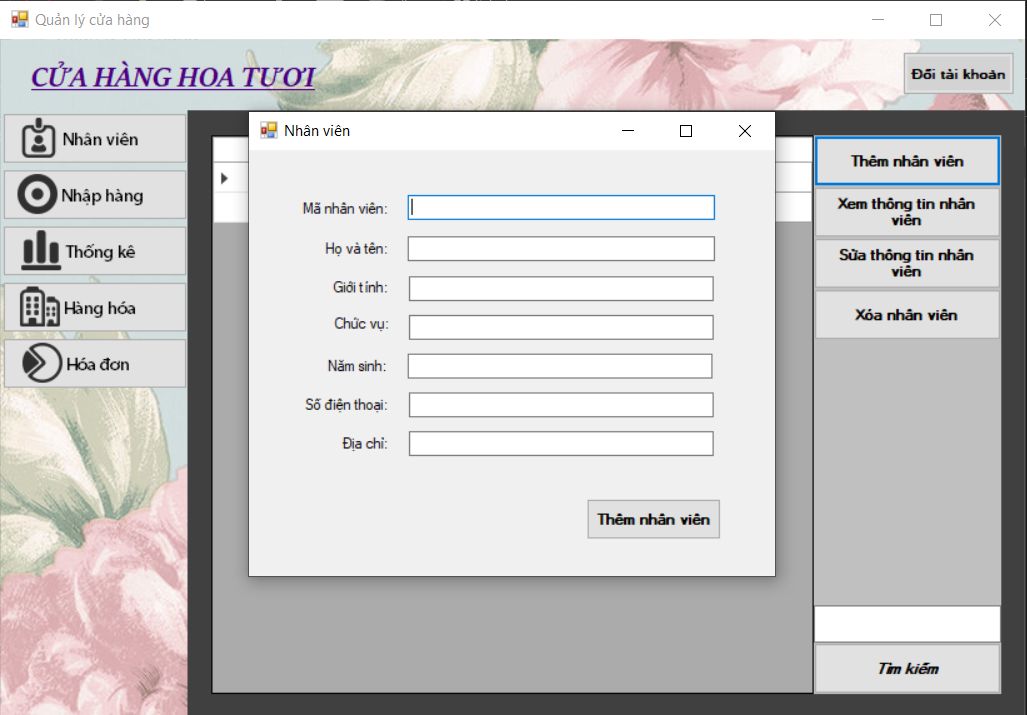 Quản lý cửa hàng
CỬA HÀNG HOA TƯƠI
Đổi tài khoản
Nhân viên
Nhập hàng
Thống kê
Hàng hóa
Hóa đơn
Nhân viên
Mã nhân viên:
Họ và tên:
Giới tính:
Chức vụ:
Năm sinh:
Số điện thoại:
Địa chỉ:
Thêm nhân viên
Thêm nhân viên
Xem thông tin nhân
viên
Sửa thông tin nhân
viên
Xóa nhân viên
Tìm kiếm